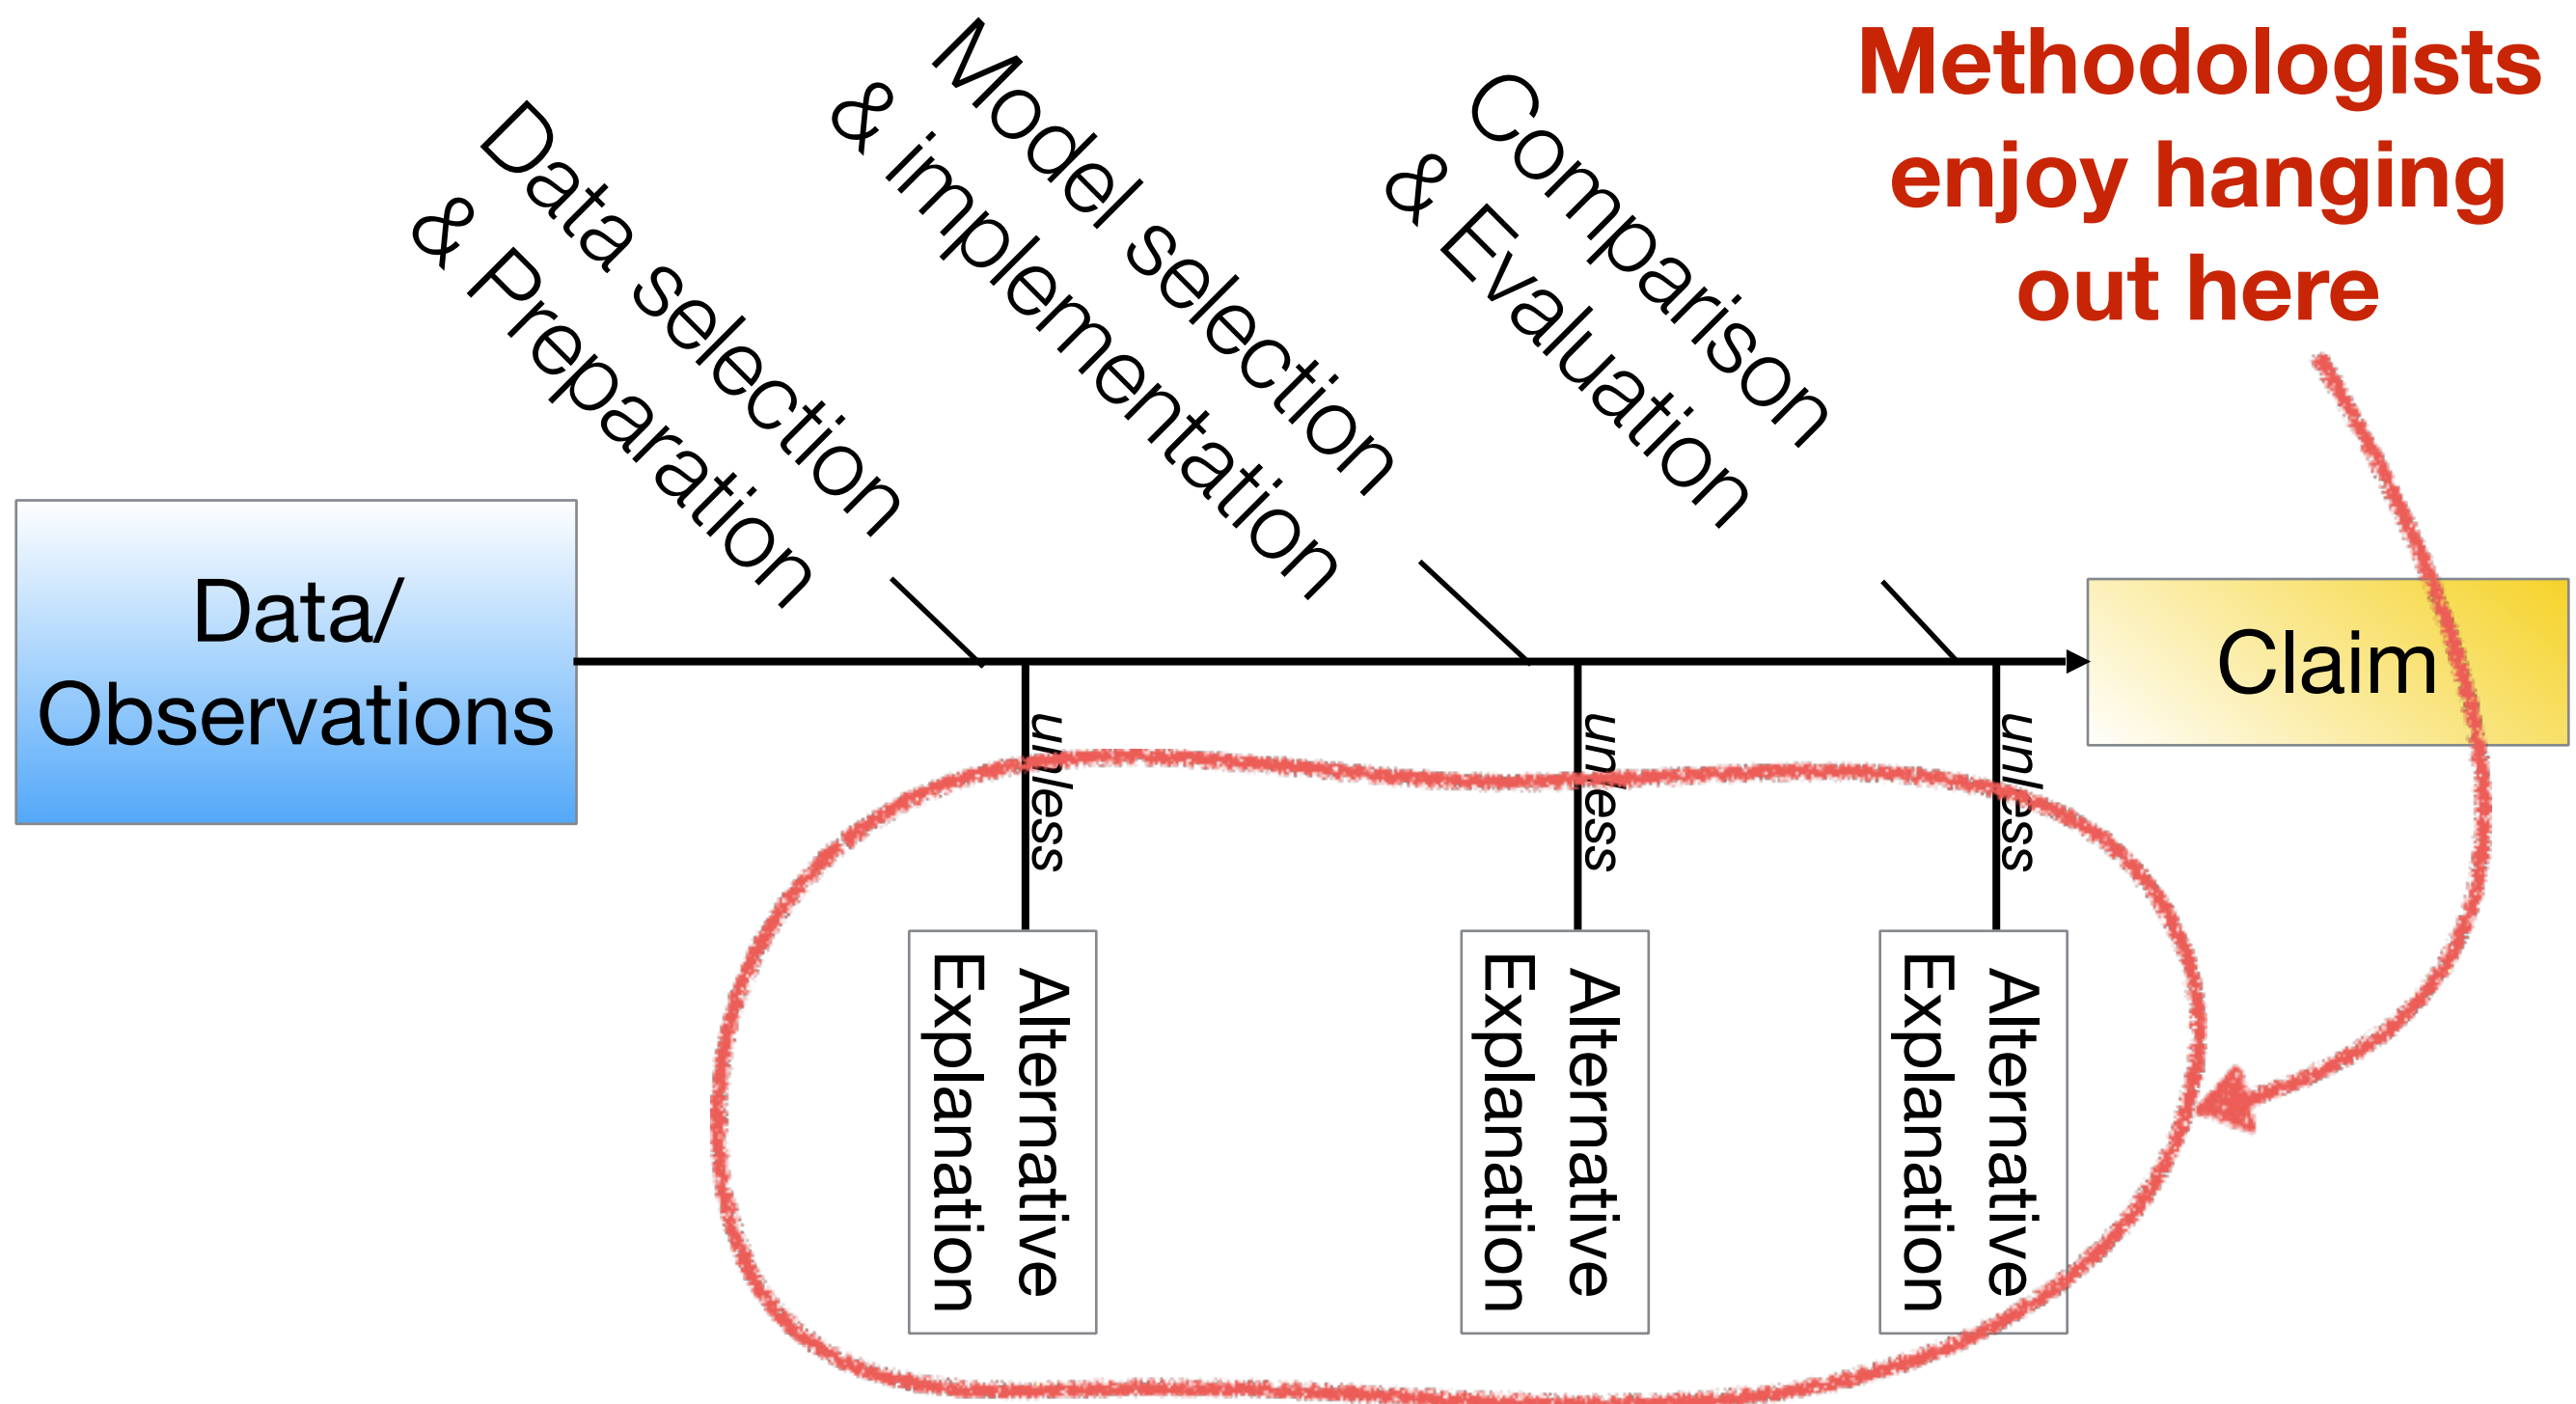 Data selection
& Preparation
Model selection
& implementation
Comparison
& Evaluation
Methodologists
enjoy hanging
out here
Data/
Observations
Claim
unless
unless
unless
Alternative
Explanation
Alternative
Explanation
Alternative
Explanation